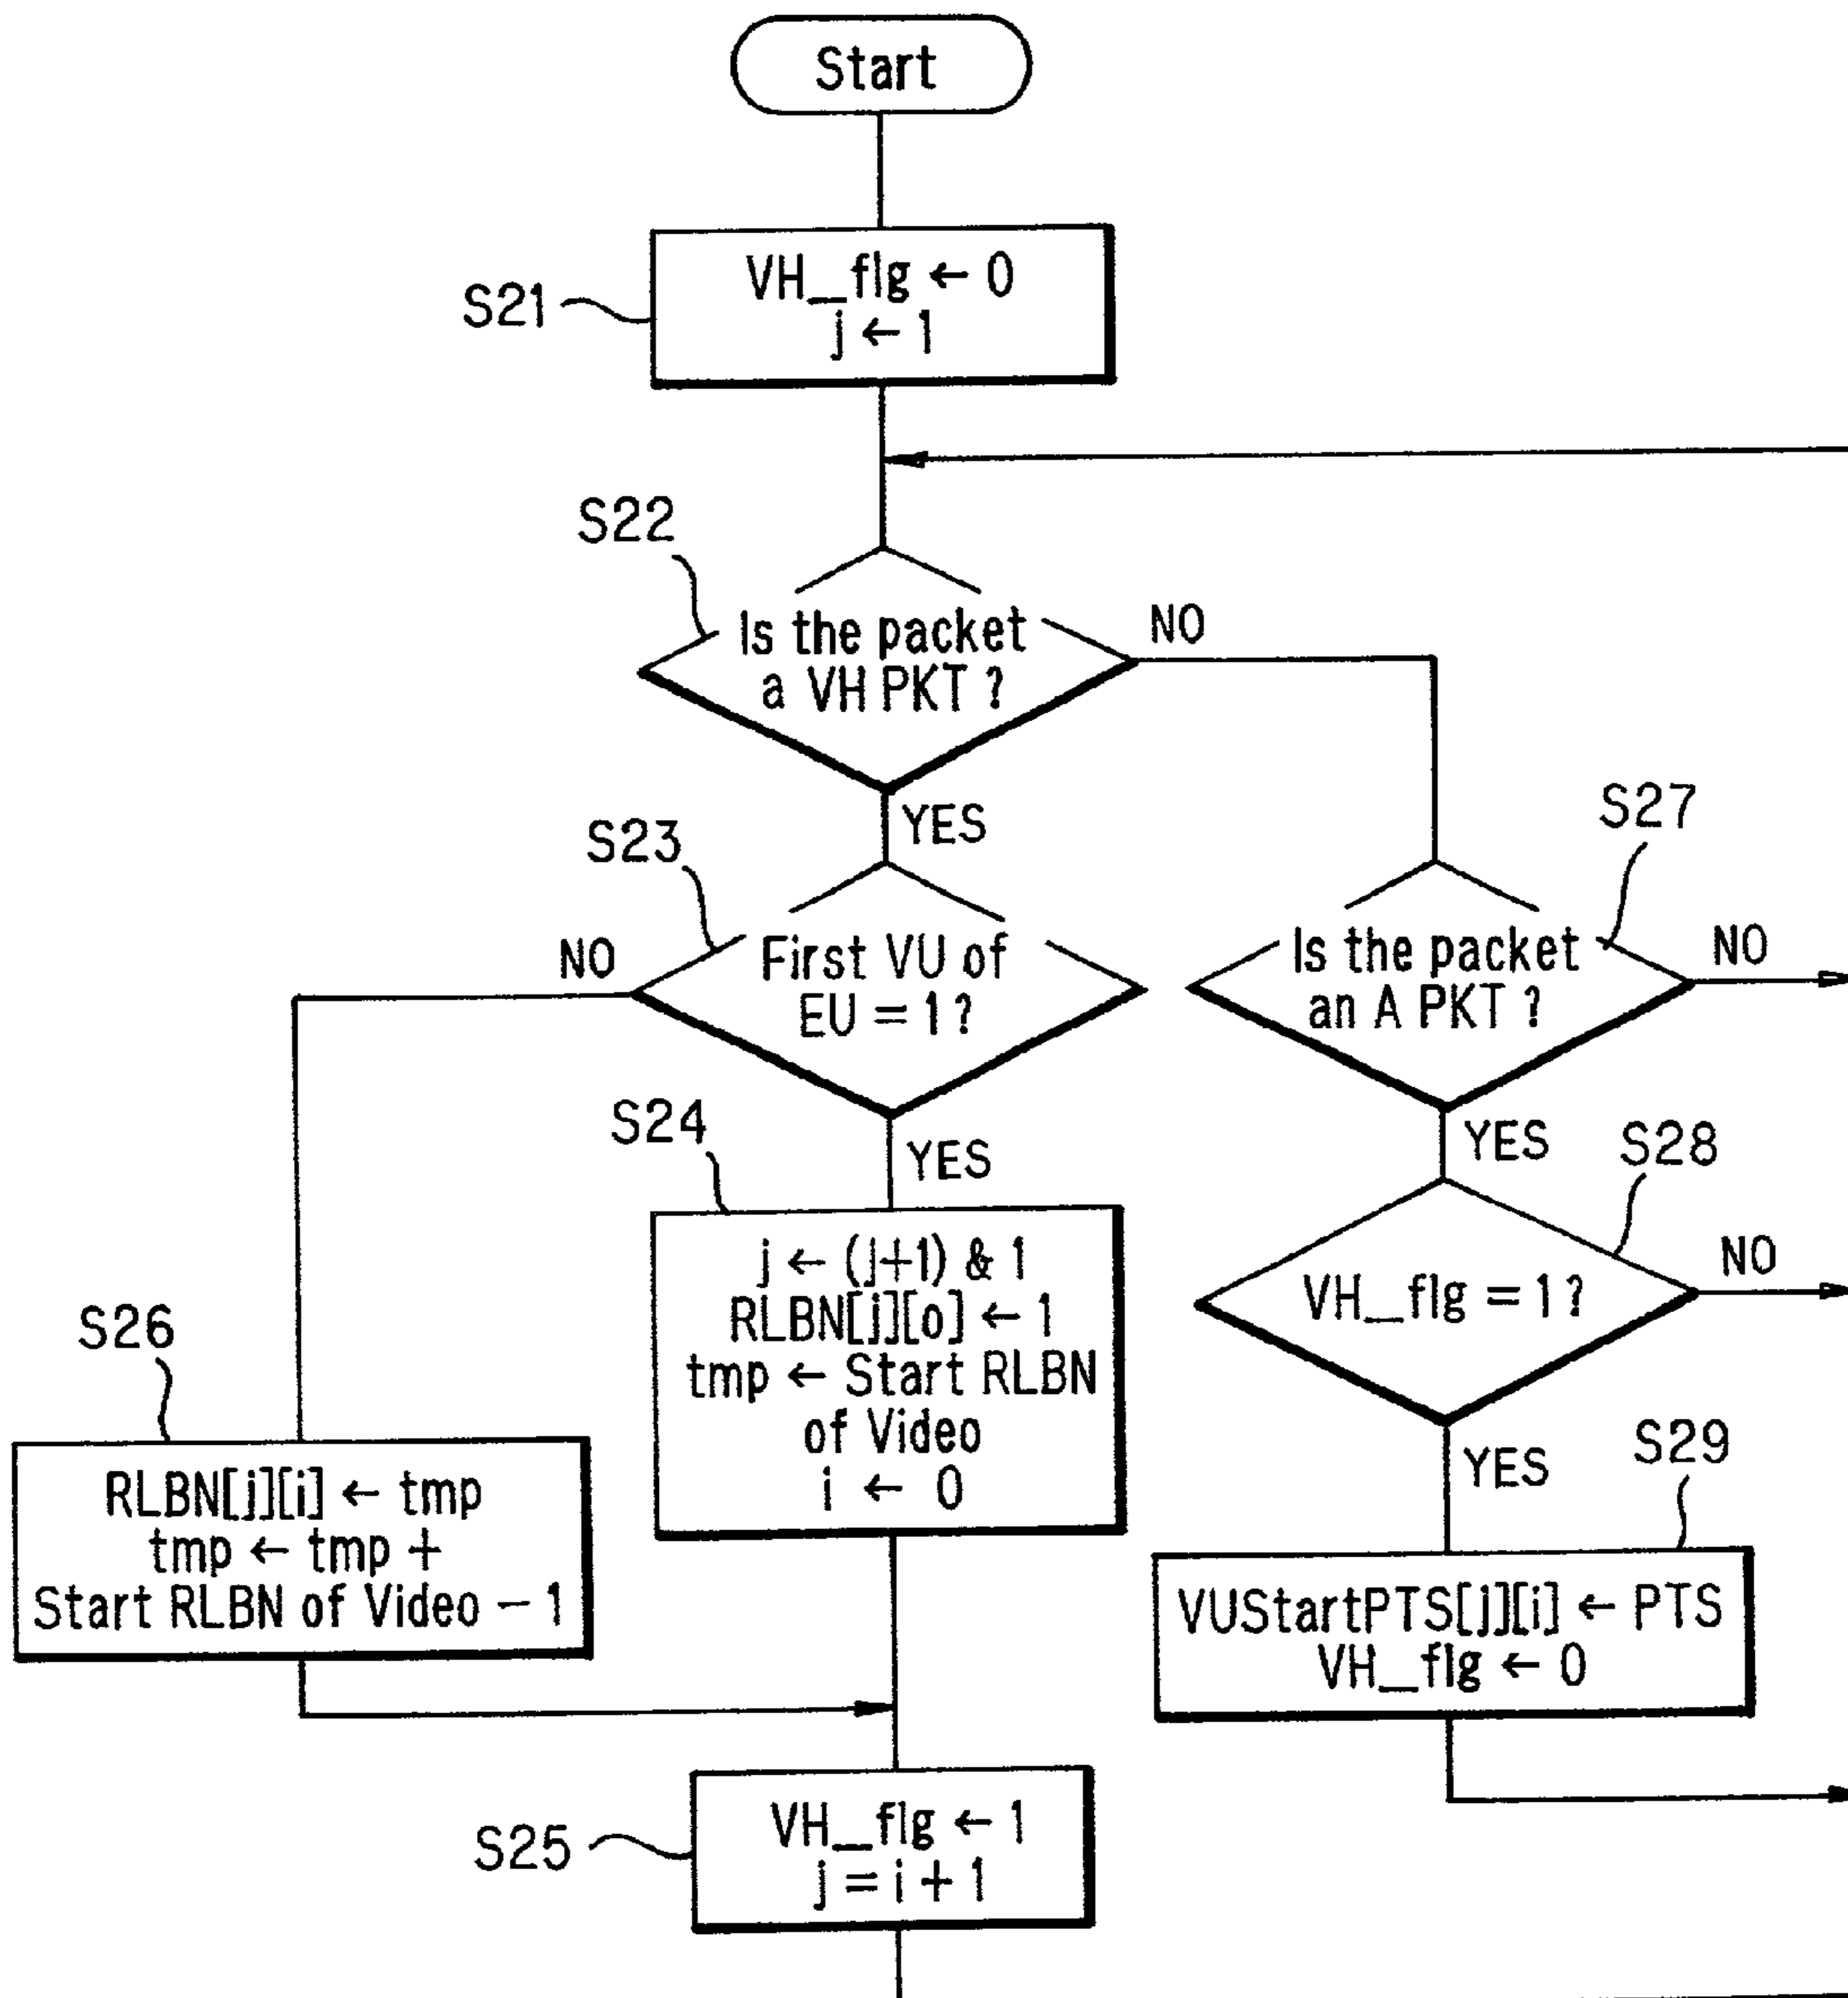 Start
S21
VH_flg ← 0
j ← 1
S22
Is the packet
a VH PKT ?
NO
YES
S23
NO
First VU of
EU = 1?
YES
S27
Is the packet
an A PKT ?
NO
YES
S28
VH_flg = 1?
NO
YES
S24
j ← (j+1) & 1
RLBN[j][o] ← 1
tmp ← Start RLBN
of Video
i ← 0
S26
RLBN[j][i] ← tmp
tmp ← tmp +
Start RLBN of Video − 1
S29
VUStartPTS[j][i] ← PTS
VH_flg ← 0
S25
VH_flg ← 1
j = i + 1